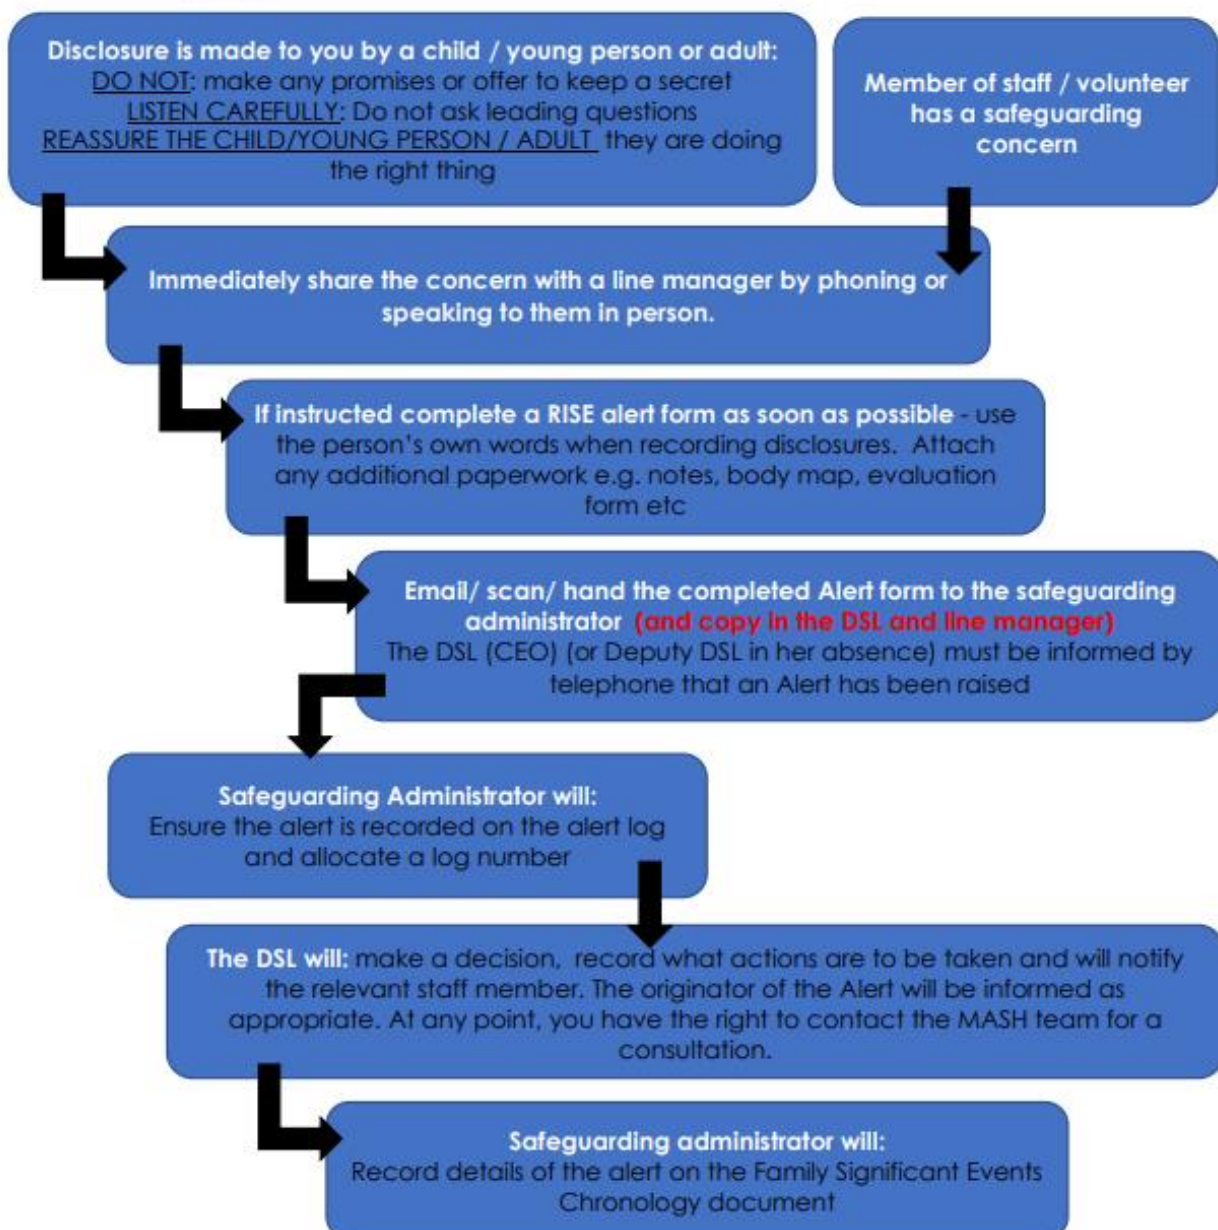 Disclosure is made to you by a child / young person or adult:
DO NOT: make any promises or offer to keep a secret
LISTEN CAREFULLY: Do not ask leading questions
REASSURE THE CHILD/YOUNG PERSON / ADULT they are doing
the right thing
Member of staff / volunteer
has a safeguarding
concern
Immediately share the concern with a line manager by phoning or
speaking to them in person.
If instructed complete a RISE alert form as soon as possible - use
the person's own words when recording disclosures. Attach
any additional paperwork e.g. notes, body map, evaluation
form etc
Email/ scan/ hand the completed Alert form to the safeguarding
administrator (and copy in the DSL and line manager)
The DSL (CEO) (or Deputy DSL in her absence) must be informed by
telephone that an Alert has been raised
Safeguarding Administrator will:
Ensure the alert is recorded on the alert log
and allocate a log number
The DSL will: make a decision, record what actions are to be taken and will notify
the relevant staff member. The originator of the Alert will be informed as
appropriate. At any point, you have the right to contact the MASH team for a
consultation.
Safeguarding administrator will:
Record details of the alert on the Family Significant Events
Chronology document